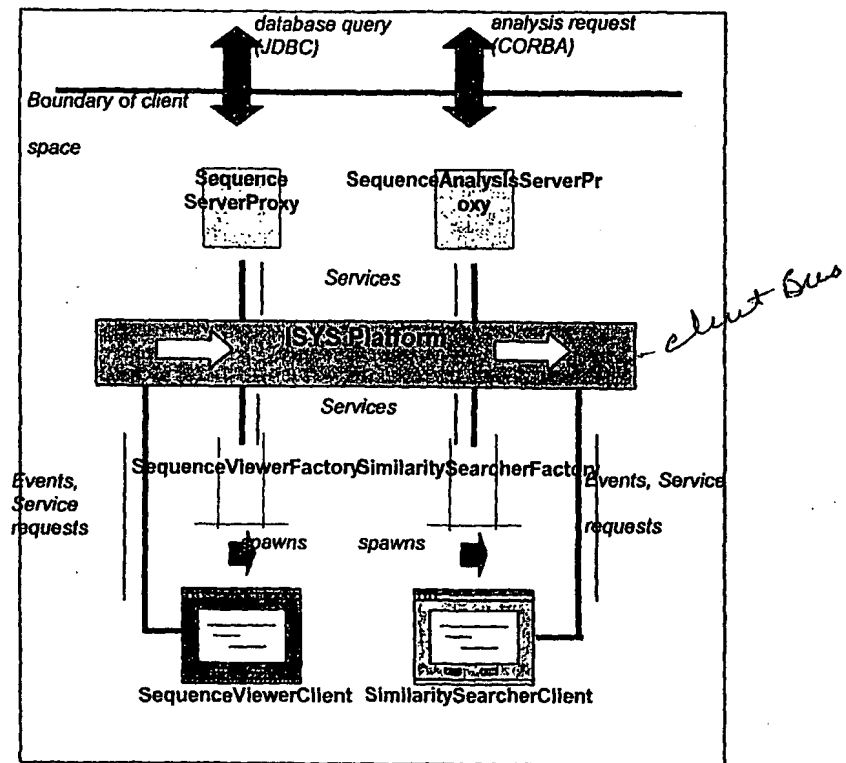 database query
(JDBC)
analysis request
(CORBA)
Boundary of client
space
Sequence
ServerProxy
SequenceAnalysisServerPr
oxy
Services
ISYS Platform
client Bus
Services
SequenceViewerFactory
SimilaritySearcherFactory
Events,
Service
requests
Events, Service
requests
spawns
spawns
SequenceViewerClient
SimilaritySearcherClient